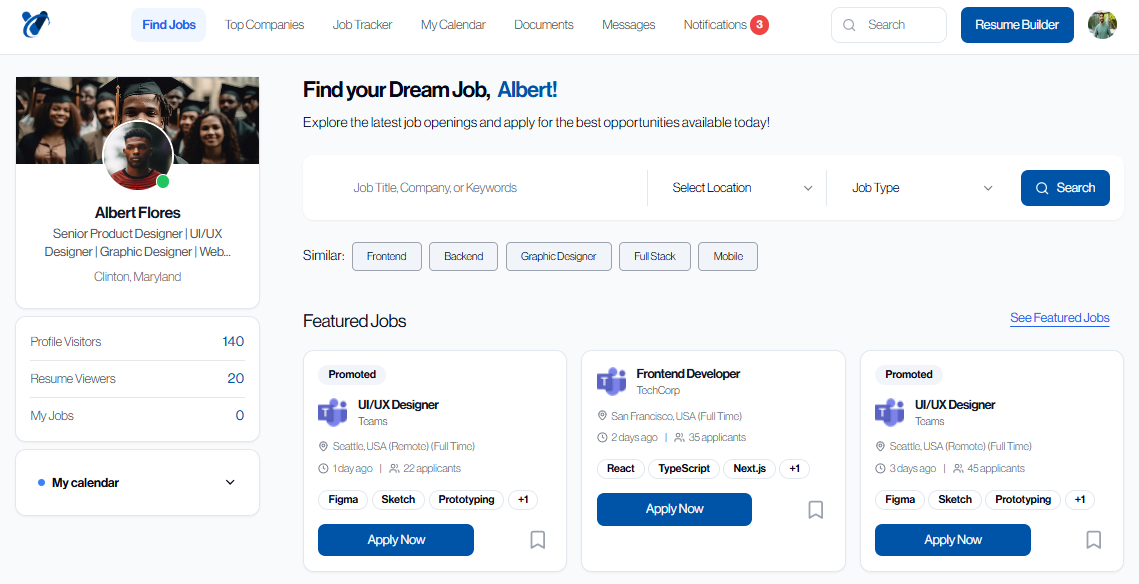 Find Jobs
Top Companies
Job Tracker
My Calendar
Documents
Messages
Notifications 3
Search
Resume Builder
Albert Flores
Senior Product Designer | UI/UX
Designer | Graphic Designer | Web...
Clinton, Maryland
Profile Visitors 140
Resume Viewers 20
My Jobs 0
My calendar
Find your Dream Job, Albert!
Explore the latest job openings and apply for the best opportunities available today!
Job Title, Company, or Keywords
Select Location
Job Type
Search
Similar: Frontend Backend Graphic Designer Full Stack Mobile
Featured Jobs
See Featured Jobs
Promoted
T
UI/UX Designer
Teams
Seattle, USA (Remote) (Full Time)
1 day ago | 22 applicants
Figma Sketch Prototyping +1
Apply Now
T
Frontend Developer
TechCorp
San Francisco, USA (Full Time)
2 days ago | 35 applicants
React TypeScript Next.js +1
Apply Now
Promoted
T
UI/UX Designer
Teams
Seattle, USA (Remote) (Full Time)
3 days ago | 45 applicants
Figma Sketch Prototyping +1
Apply Now